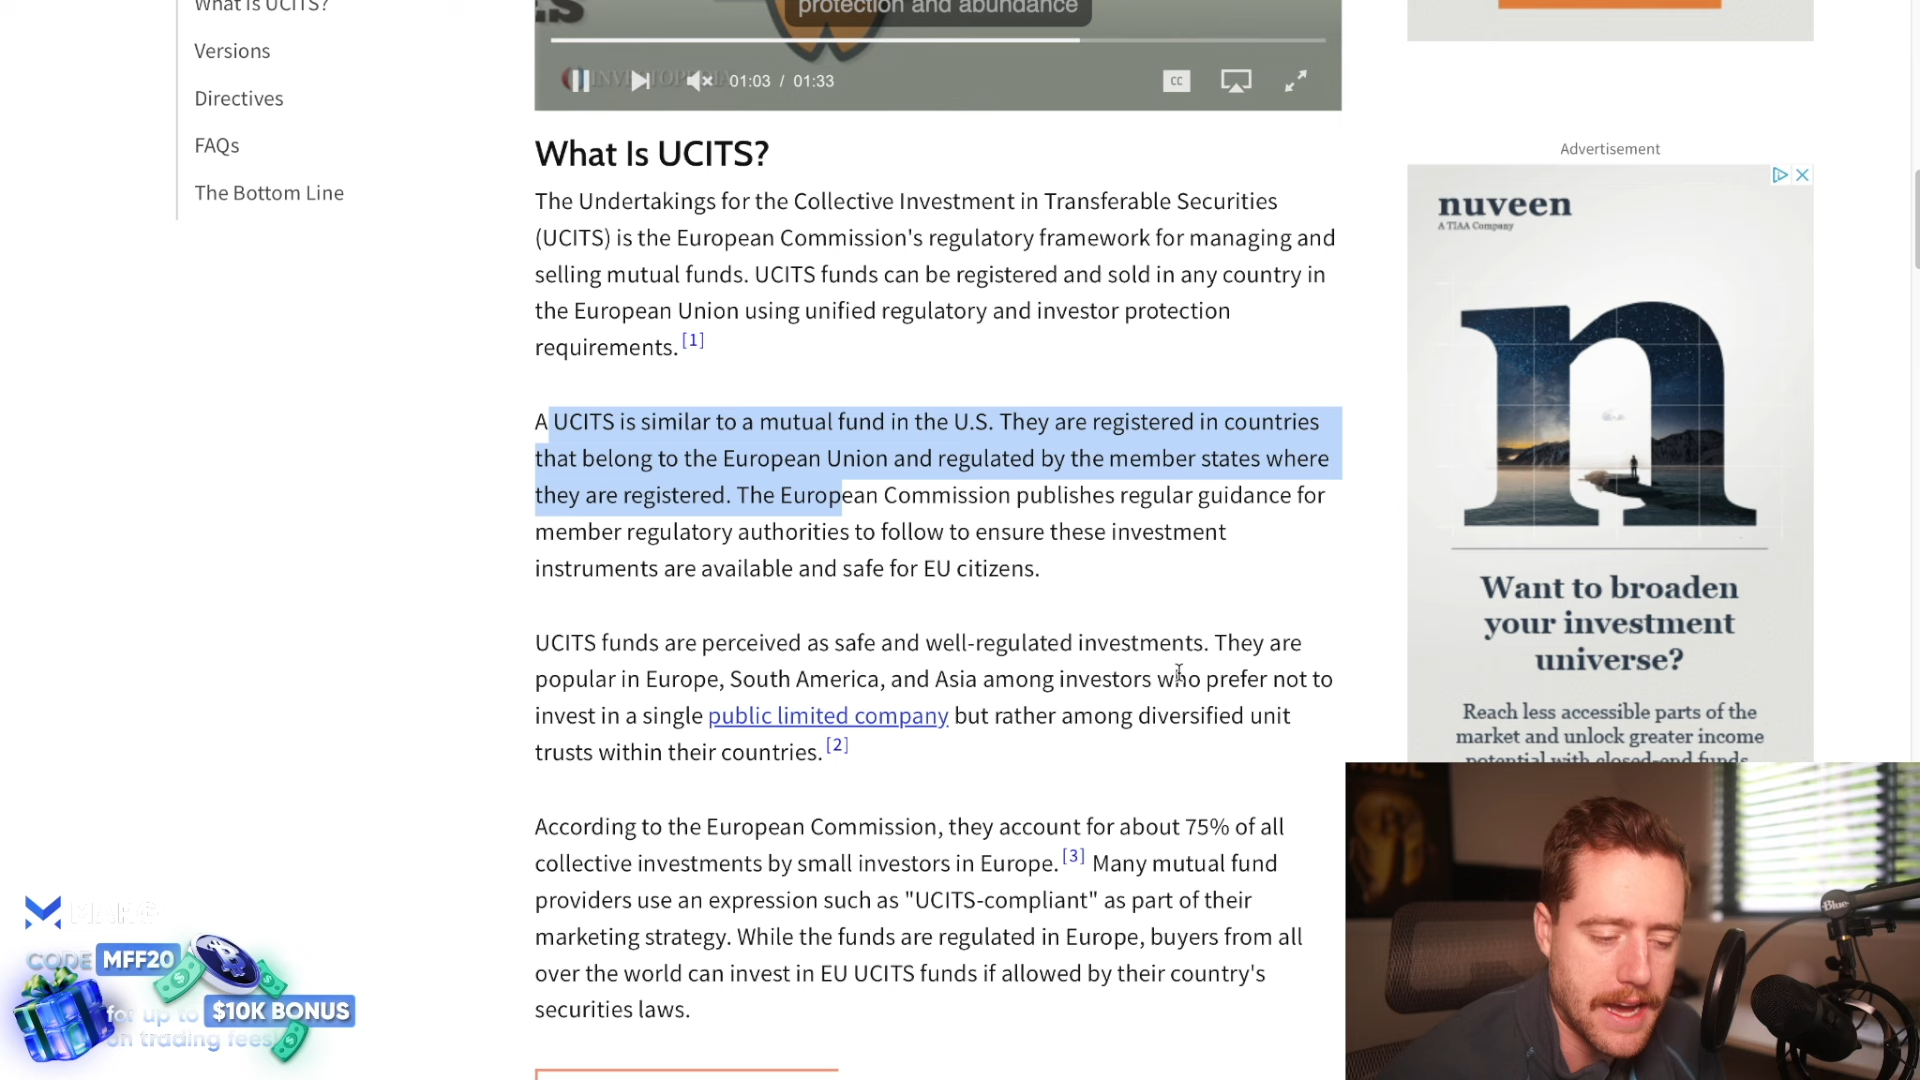 What Is UCITS?
Versions
Directives
FAQs
The Bottom Line
protection and abundance
01:03 / 01:33
CC
What Is UCITS?
The Undertakings for the Collective Investment in Transferable Securities
(UCITS) is the European Commission's regulatory framework for managing and
selling mutual funds. UCITS funds can be registered and sold in any country in
the European Union using unified regulatory and investor protection
requirements. [1]
A UCITS is similar to a mutual fund in the U.S. They are registered in countries
that belong to the European Union and regulated by the member states where
they are registered. The European Commission publishes regular guidance for
member regulatory authorities to follow to ensure these investment
instruments are available and safe for EU citizens.
UCITS funds are perceived as safe and well-regulated investments. They are
popular in Europe, South America, and Asia among investors who prefer not to
invest in a single public limited company but rather among diversified unit
trusts within their countries. [2]
According to the European Commission, they account for about 75% of all
collective investments by small investors in Europe. [3] Many mutual fund
providers use an expression such as "UCITS-compliant" as part of their
marketing strategy. While the funds are regulated in Europe, buyers from all
over the world can invest in EU UCITS funds if allowed by their country's
securities laws.
Advertisement
nuveen
A TIAA Company
Want to broaden
your investment
universe?
Reach less accessible parts of the
market and unlock greater income
potential with closed-end funds
Blue
CODE MFF20
for up to $10K BONUS
on trading fees!